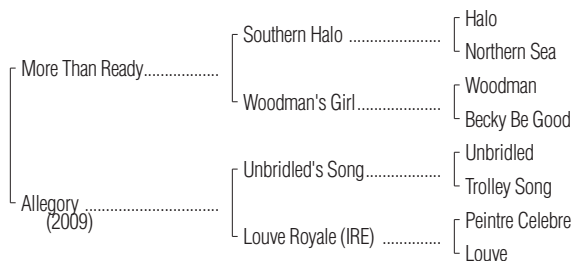 Halo
Southern Halo ....................
Northern Sea
More Than Ready.................
Woodman
Woodman's Girl..................
Becky Be Good
Unbridled
Unbridled's Song.................
Trolley Song
Allegory ..............................
(2009)
Peintre Celebre
Louve Royale (IRE) .............
Louve